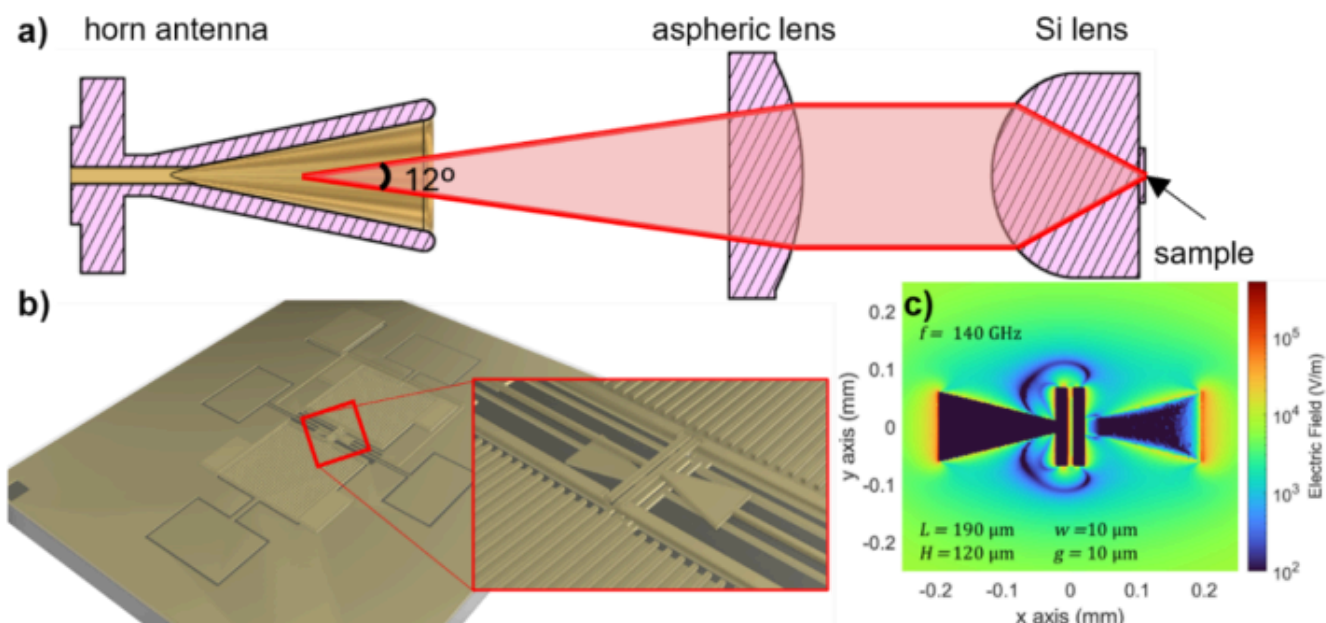 a) horn antenna aspheric lens Si lens
12º
sample
b)
c)
f = 140 GHz
L = 190 μm w = 10 μm
H = 120 μm g = 10 μm
0.2
0.1
0
-0.1
-0.2
y axis (mm)
-0.2 -0.1 0 0.1 0.2
x axis (mm)
10⁵
10⁴
10³
10²
Electric Field (V/m)